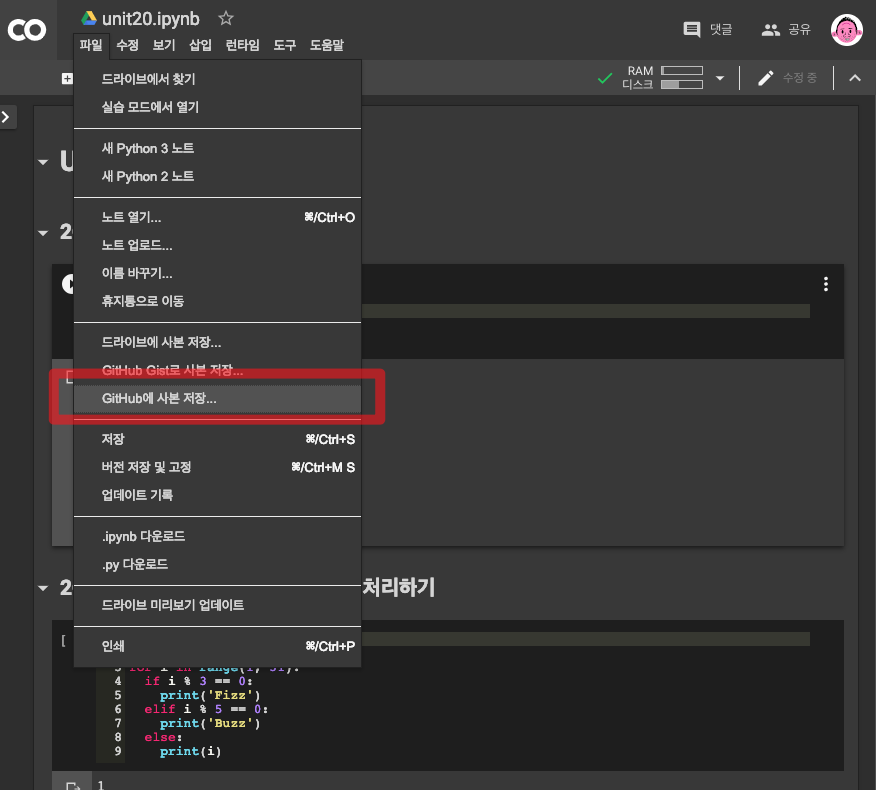 CO
unit20.ipynb
댓글
공유
파일 수정 보기 삽입 런타임 도구 도움말
RAM
디스크
수정 중
드라이브에서 찾기
실습 모드에서 열기
새 Python 3 노트
새 Python 2 노트
노트 열기... ⌘/Ctrl+O
노트 업로드...
이름 바꾸기...
휴지통으로 이동
드라이브에 사본 저장...
GitHub Gist로 사본 저장...
GitHub에 사본 저장...
저장 ⌘/Ctrl+S
버전 저장 및 고정 ⌘/Ctrl+M S
업데이트 기록
.ipynb 다운로드
.py 다운로드
처리하기
드라이브 미리보기 업데이트
인쇄 ⌘/Ctrl+P
4 if i % 3 == 0:
5 print('Fizz')
6 elif i % 5 == 0:
7 print('Buzz')
8 else:
9 print(i)
1